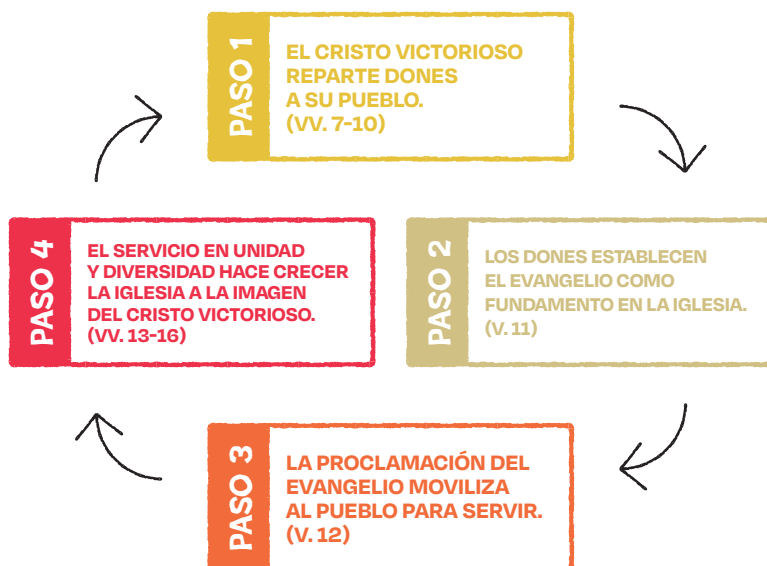 PASO 1
EL CRISTO VICTORIOSO
REPARTE DONES
A SU PUEBLO.
(VV. 7-10)
PASO 2
LOS DONES ESTABLECEN
EL EVANGELIO COMO
FUNDAMENTO EN LA IGLESIA.
(V. 11)
PASO 3
LA PROCLAMACIÓN DEL
EVANGELIO MOVILIZA
AL PUEBLO PARA SERVIR.
(V. 12)
PASO 4
EL SERVICIO EN UNIDAD
Y DIVERSIDAD HACE CRECER
LA IGLESIA A LA IMAGEN
DEL CRISTO VICTORIOSO.
(VV. 13-16)